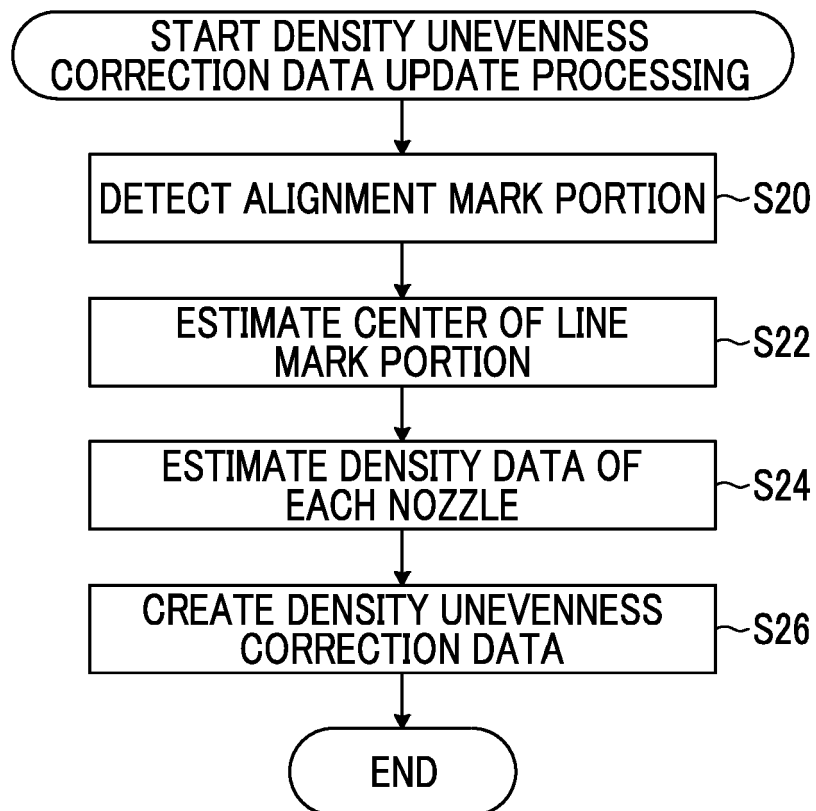 START DENSITY UNEVENNESS
CORRECTION DATA UPDATE PROCESSING
DETECT ALIGNMENT MARK PORTION
S20
ESTIMATE CENTER OF LINE
MARK PORTION
S22
ESTIMATE DENSITY DATA OF
EACH NOZZLE
S24
CREATE DENSITY UNEVENNESS
CORRECTION DATA
S26
END